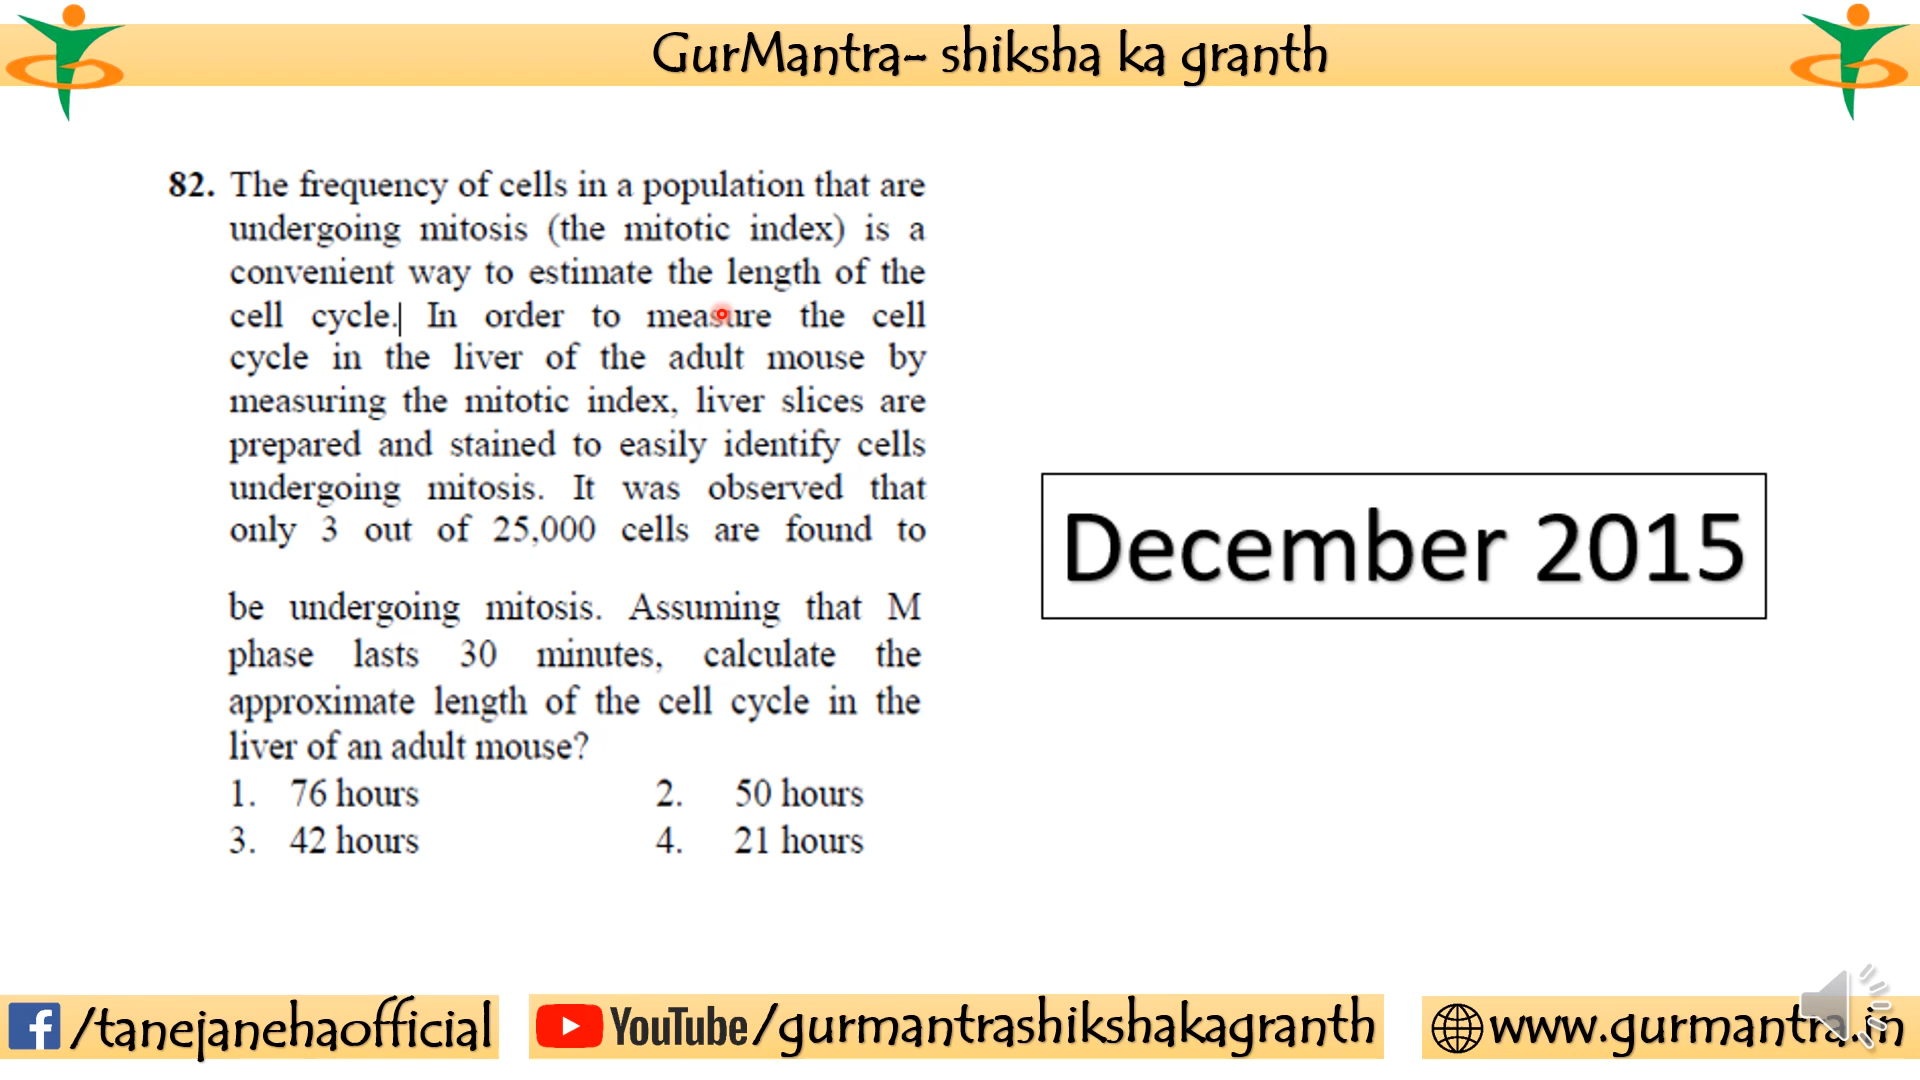 GurMantra- shiksha ka granth
82. The frequency of cells in a population that are
undergoing mitosis (the mitotic index) is a
convenient way to estimate the length of the
cell cycle. In order to measure the cell
cycle in the liver of the adult mouse by
measuring the mitotic index, liver slices are
prepared and stained to easily identify cells
undergoing mitosis. It was observed that
only 3 out of 25,000 cells are found to
be undergoing mitosis. Assuming that M
phase lasts 30 minutes, calculate the
approximate length of the cell cycle in the
liver of an adult mouse?
1. 76 hours 2. 50 hours
3. 42 hours 4. 21 hours
December 2015
/tanejanehaofficial
YouTube/gurmantrashikshakagranth
www.gurmantra.in